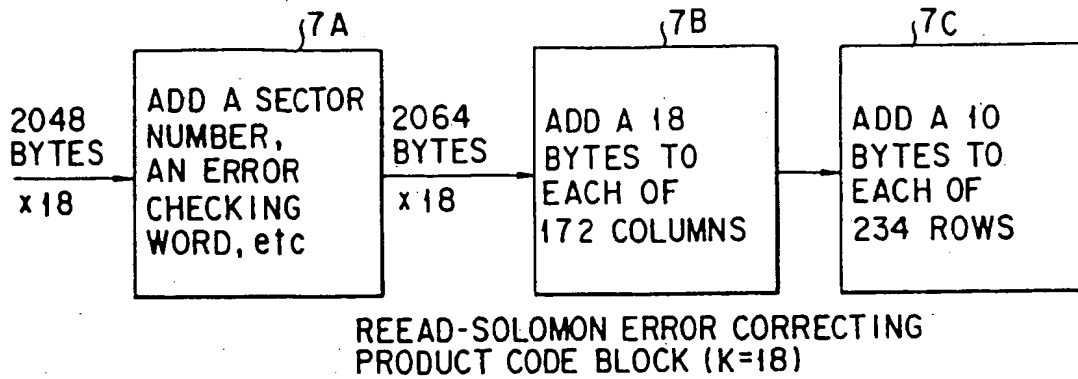 7A
7B
7C
2048
BYTES
x 18
ADD A SECTOR
NUMBER,
AN ERROR
CHECKING
WORD, etc
2064
BYTES
x 18
ADD A 18
BYTES TO
EACH OF
172 COLUMNS
ADD A 10
BYTES TO
EACH OF
234 ROWS
REEAD-SOLOMON ERROR CORRECTING
PRODUCT CODE BLOCK (K=18)